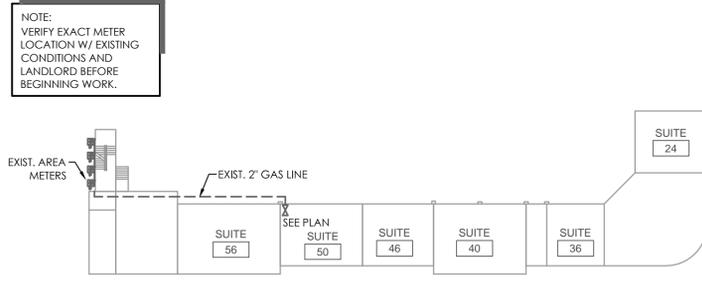 NOTE:
VERIFY EXACT METER
LOCATION W/ EXISTING
CONDITIONS AND
LANDLORD BEFORE
BEGINNING WORK.
SUITE
24
EXIST. AREA
METERS
EXIST. 2" GAS LINE
SEE PLAN
SUITE
56
SUITE
50
SUITE
46
SUITE
40
SUITE
36